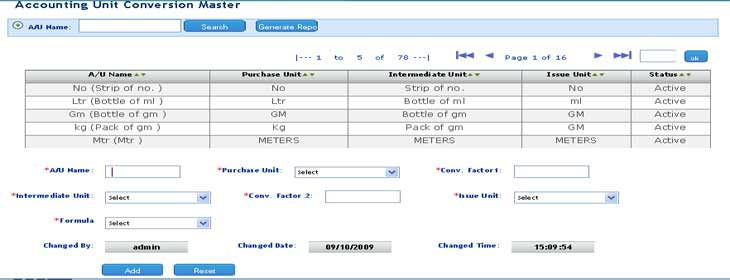 Accounting Unit Conversion Master
A/U Name: Search Generate Repo
|--- 1 to 5 of 78 ---| Page 1 of 16 ok
A/U Name Purchase Unit Intermediate Unit Issue Unit Status
No (Strip of no. ) No Strip of no. No Active
Ltr (Bottle of ml ) Ltr Bottle of ml ml Active
Gm (Bottle of gm ) GM Bottle of gm GM Active
kg (Pack of gm ) Kg Pack of gm GM Active
Mtr (Mtr ) METERS METERS METERS Active
*A/U Name: *Purchase Unit: Select *Conv. Factor1:
*Intermediate Unit: Select *Conv. Factor 2: *Issue Unit: Select
*Formula Select
Changed By: admin Changed Date: 09/10/2009 Changed Time: 15:09:54
Add Reset